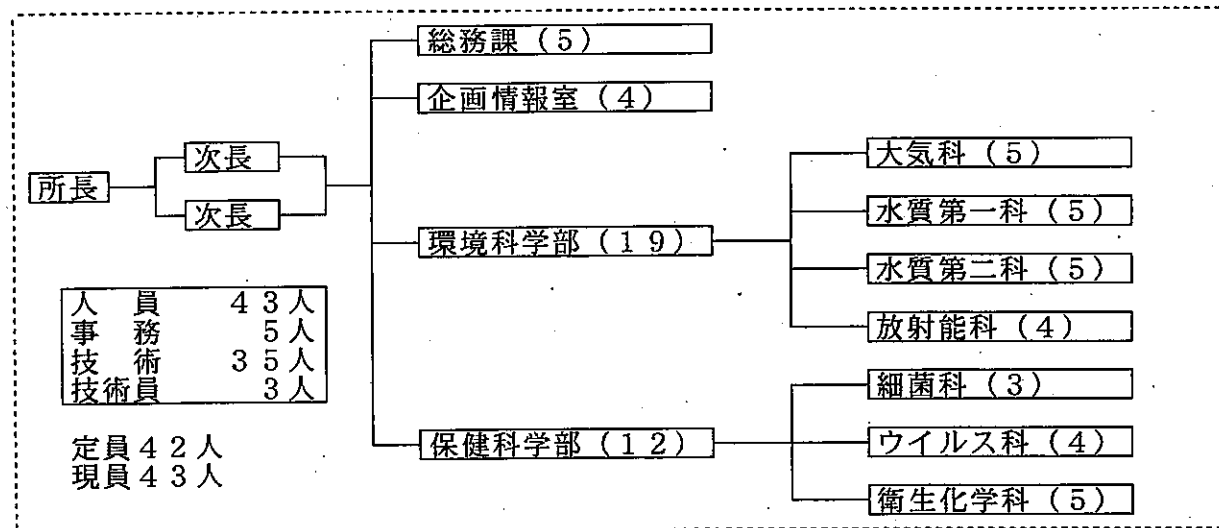 総務課（５）
企画情報室（４）
所長
次長
次長
環境科学部（１９）
大気科（５）
水質第一科（５）
水質第二科（５）
放射能科（４）
保健科学部（１２）
細菌科（３）
ウイルス科（４）
衛生化学科（５）
人　員　４３人
事　務　５人
技　術　３５人
技術員　３人
定員４２人
現員４３人